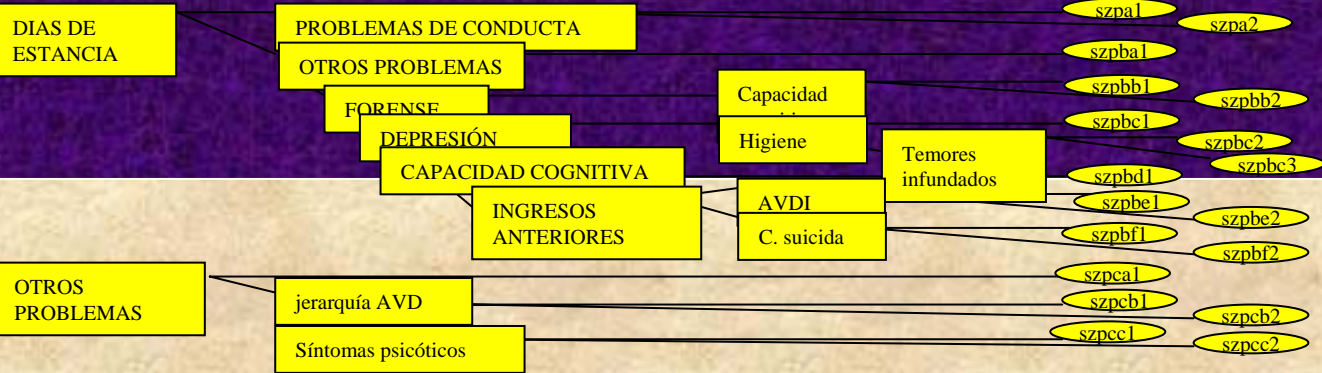 DIAS DE
ESTANCIA
PROBLEMAS DE CONDUCTA
szpa1
szpa2
OTROS PROBLEMAS
szpba1
FORENSE
Capacidad
szpbb1
szpbb2
DEPRESIÓN
Higiene
szpbc1
szpbc2
szpbc3
Temores
infundados
CAPACIDAD COGNITIVA
szpbd1
INGRESOS
ANTERIORES
AVDI
szpbe1
szpbe2
C. suicida
szpbf1
szpbf2
OTROS
PROBLEMAS
szpca1
jerarquía AVD
szpcb1
szpcb2
Síntomas psicóticos
szpcc1
szpcc2